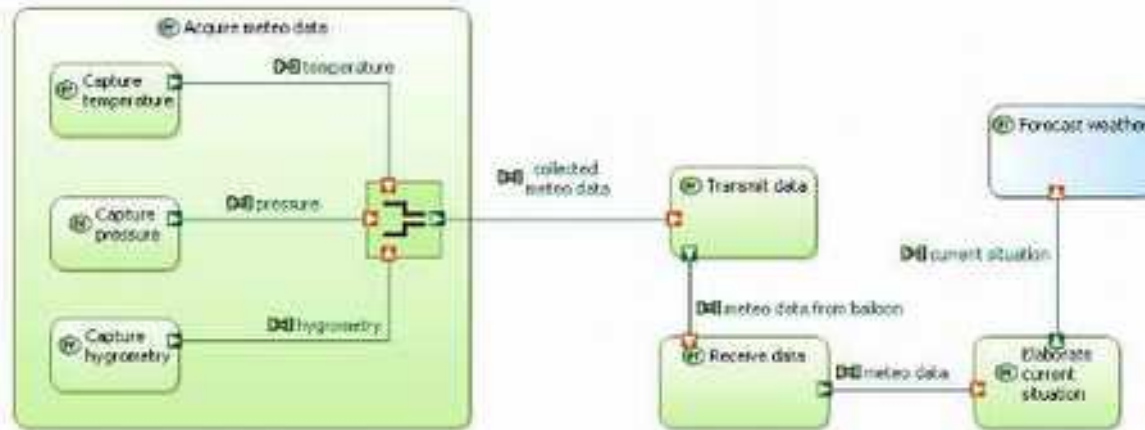 Acquire meteo data
temperature
Capture
temperature
pressure
Capture
pressure
hygrometry
Capture
hygrometry
collected
meteo data
Transmit data
Forecast weather
current situation
meteo data from balloon
Receive data
meteo data
Elaborate
current
situation